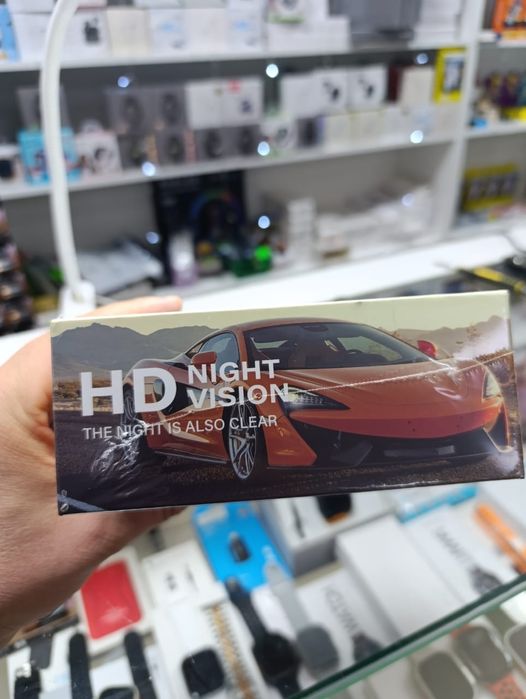 HD NIGHT
VISION
THE NIGHT IS ALSO CLEAR